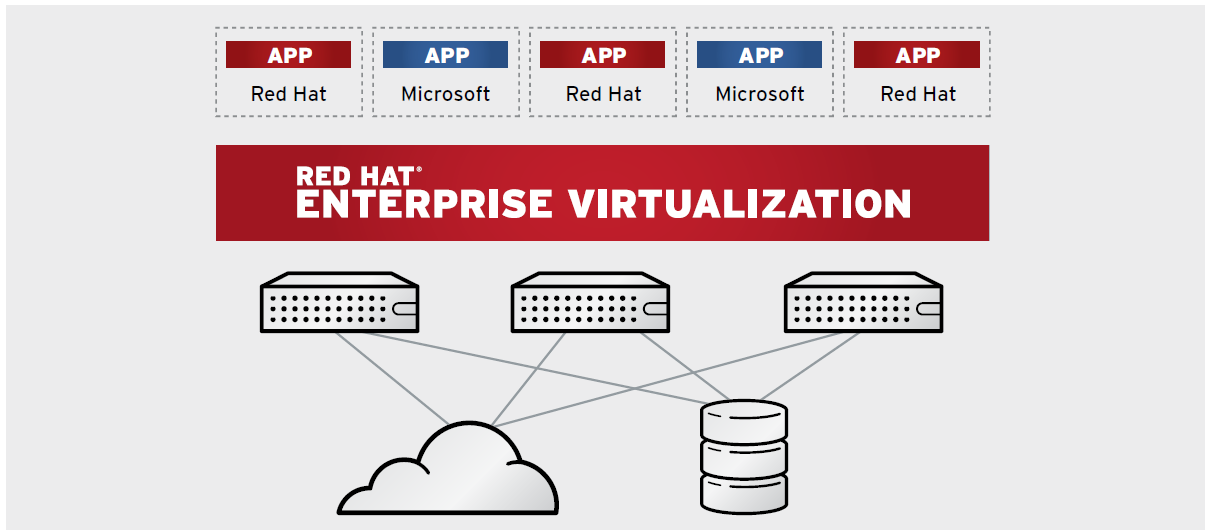 APP APP APP APP APP
Red Hat Microsoft Red Hat Microsoft Red Hat
RED HAT®
ENTERPRISE VIRTUALIZATION